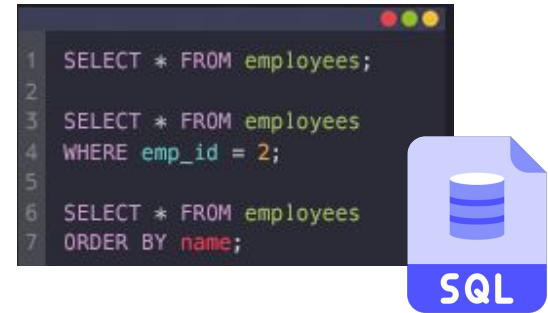 1 SELECT * FROM employees;
2
3 SELECT * FROM employees
4 WHERE emp_id = 2;
5
6 SELECT * FROM employees
7 ORDER BY name;
SQL